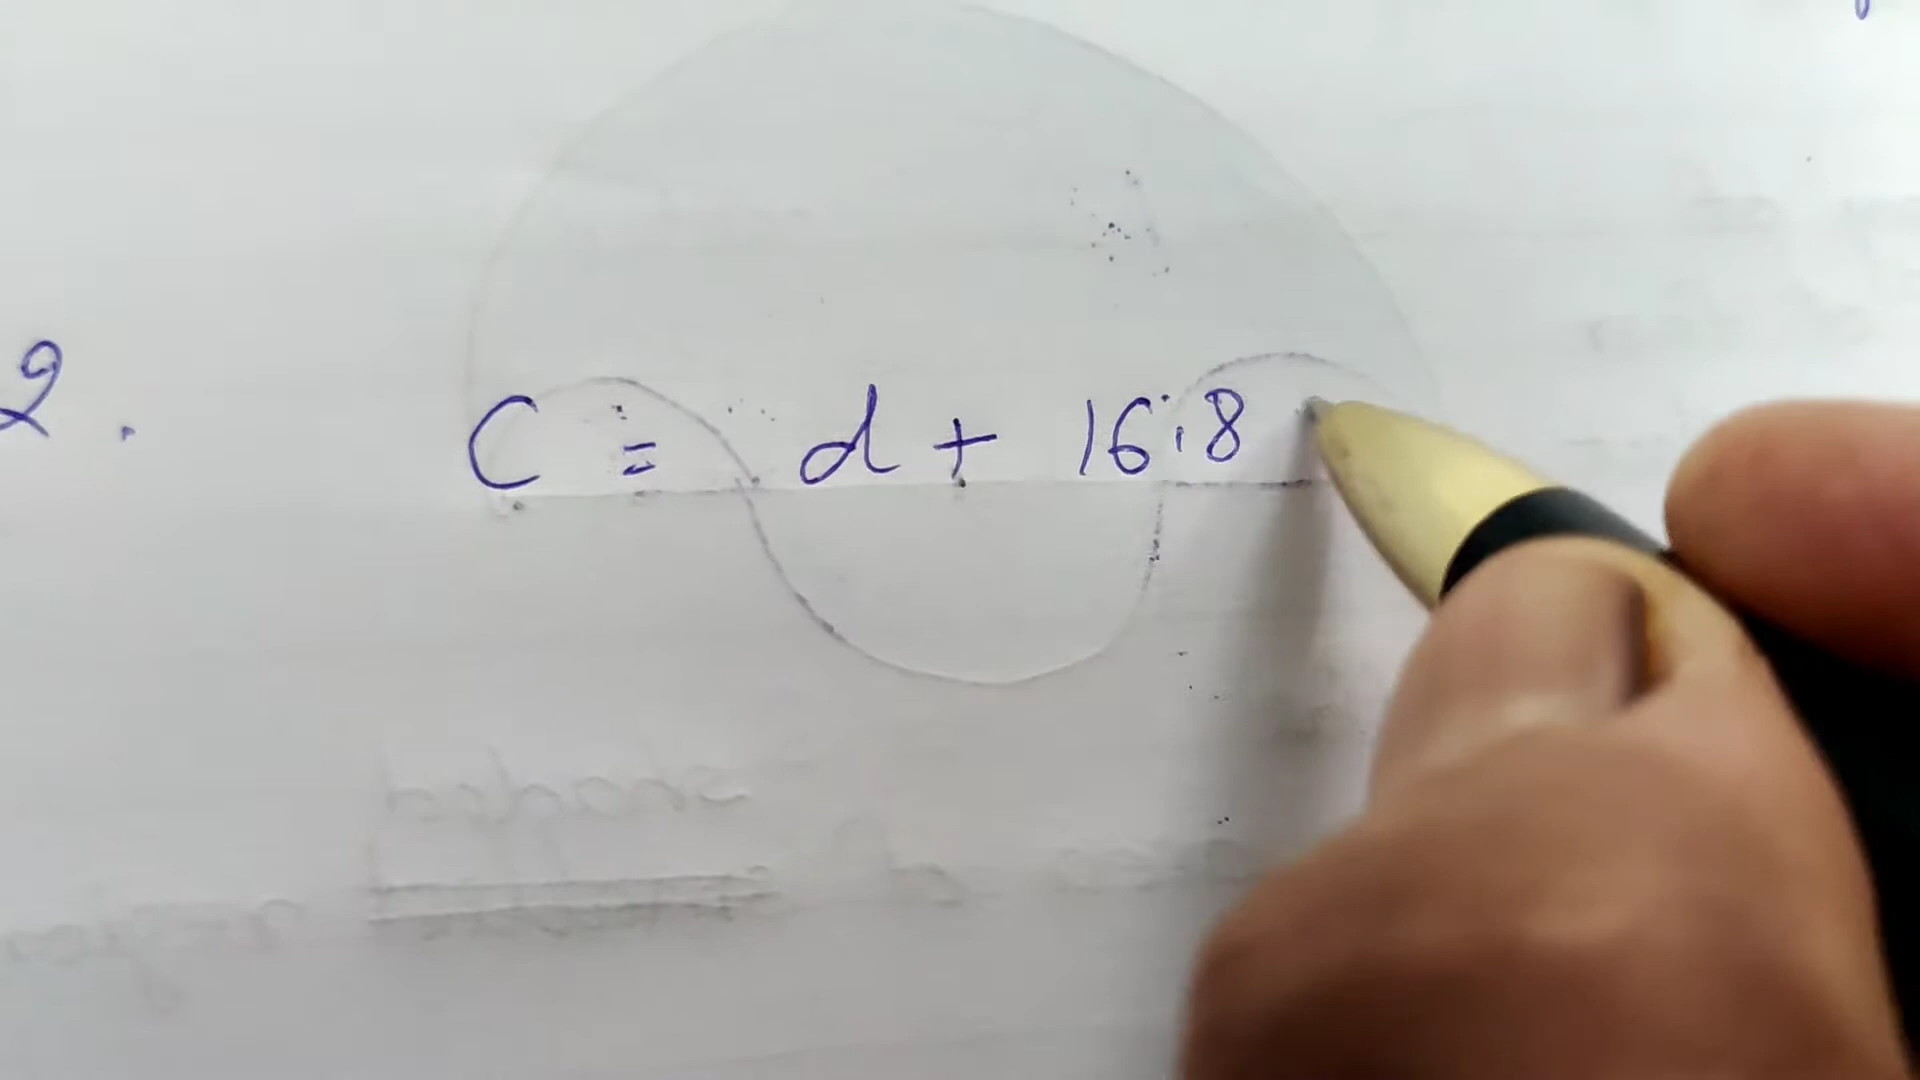 2. C = d + 16.8